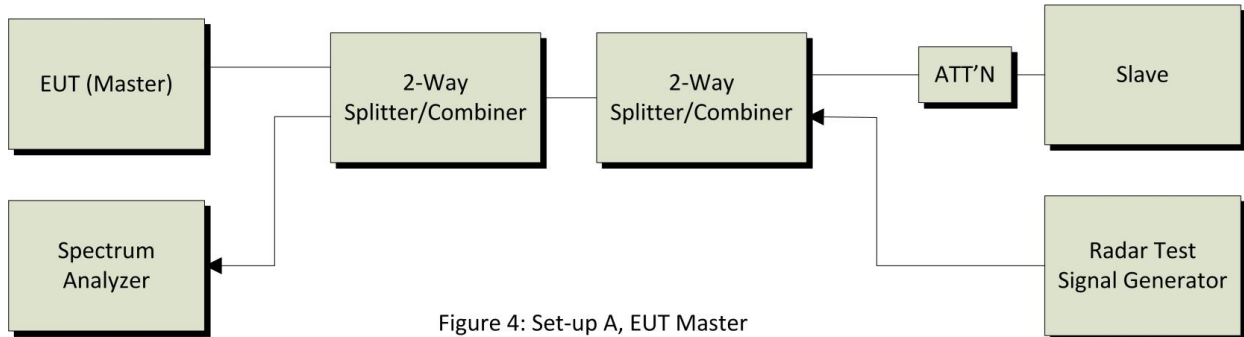 EUT (Master)
2-Way
Splitter/Combiner
2-Way
Splitter/Combiner
ATT’N
Slave
Spectrum
Analyzer
Radar Test
Signal Generator
Figure 4: Set-up A, EUT Master